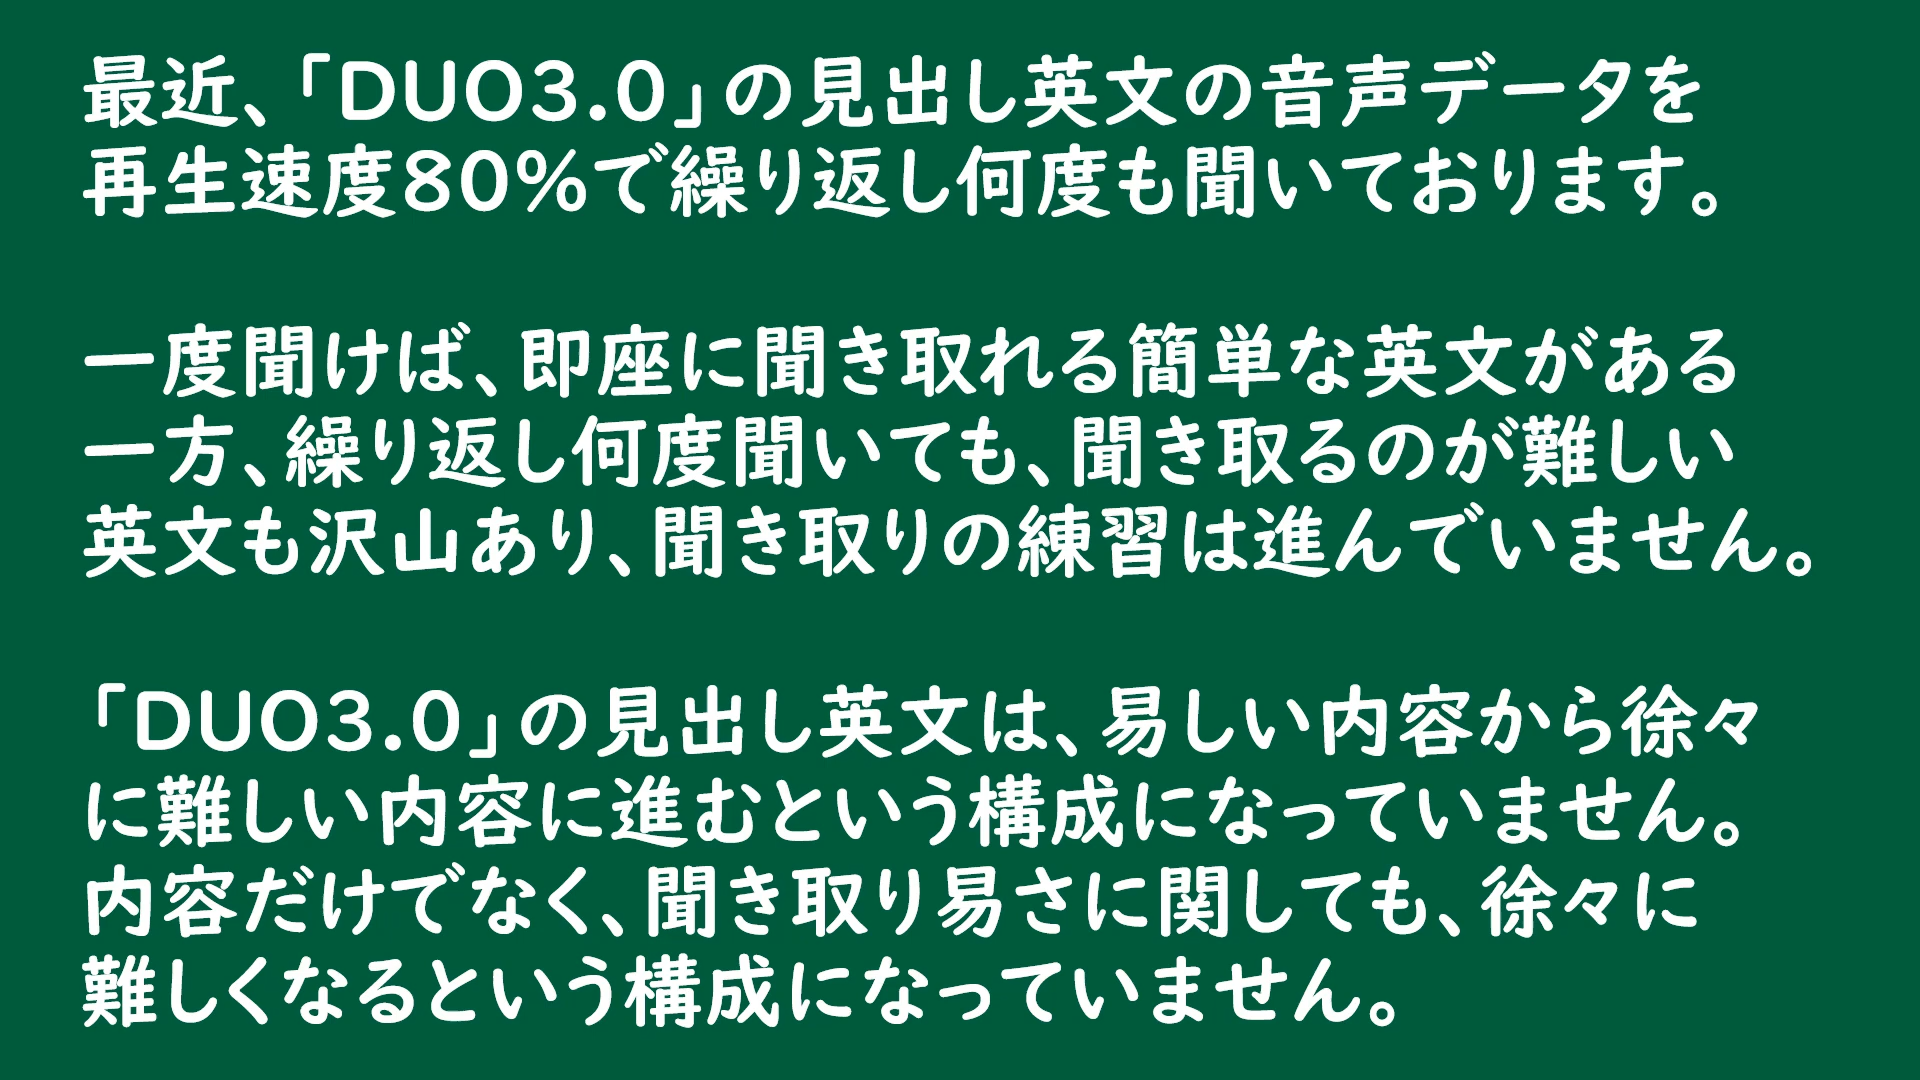 最近、「DUO3.0」の見出し英文の音声データを
再生速度80%で繰り返し何度も聞いております。
一度聞けば、即座に聞き取れる簡単な英文がある
一方、繰り返し何度聞いても、聞き取るのが難しい
英文も沢山あり、聞き取りの練習は進んでいません。
「DUO3.0」の見出し英文は、易しい内容から徐々
に難しい内容に進むという構成になっていません。
内容だけでなく、聞き取り易さに関しても、徐々に
難しくなるという構成になっていません。